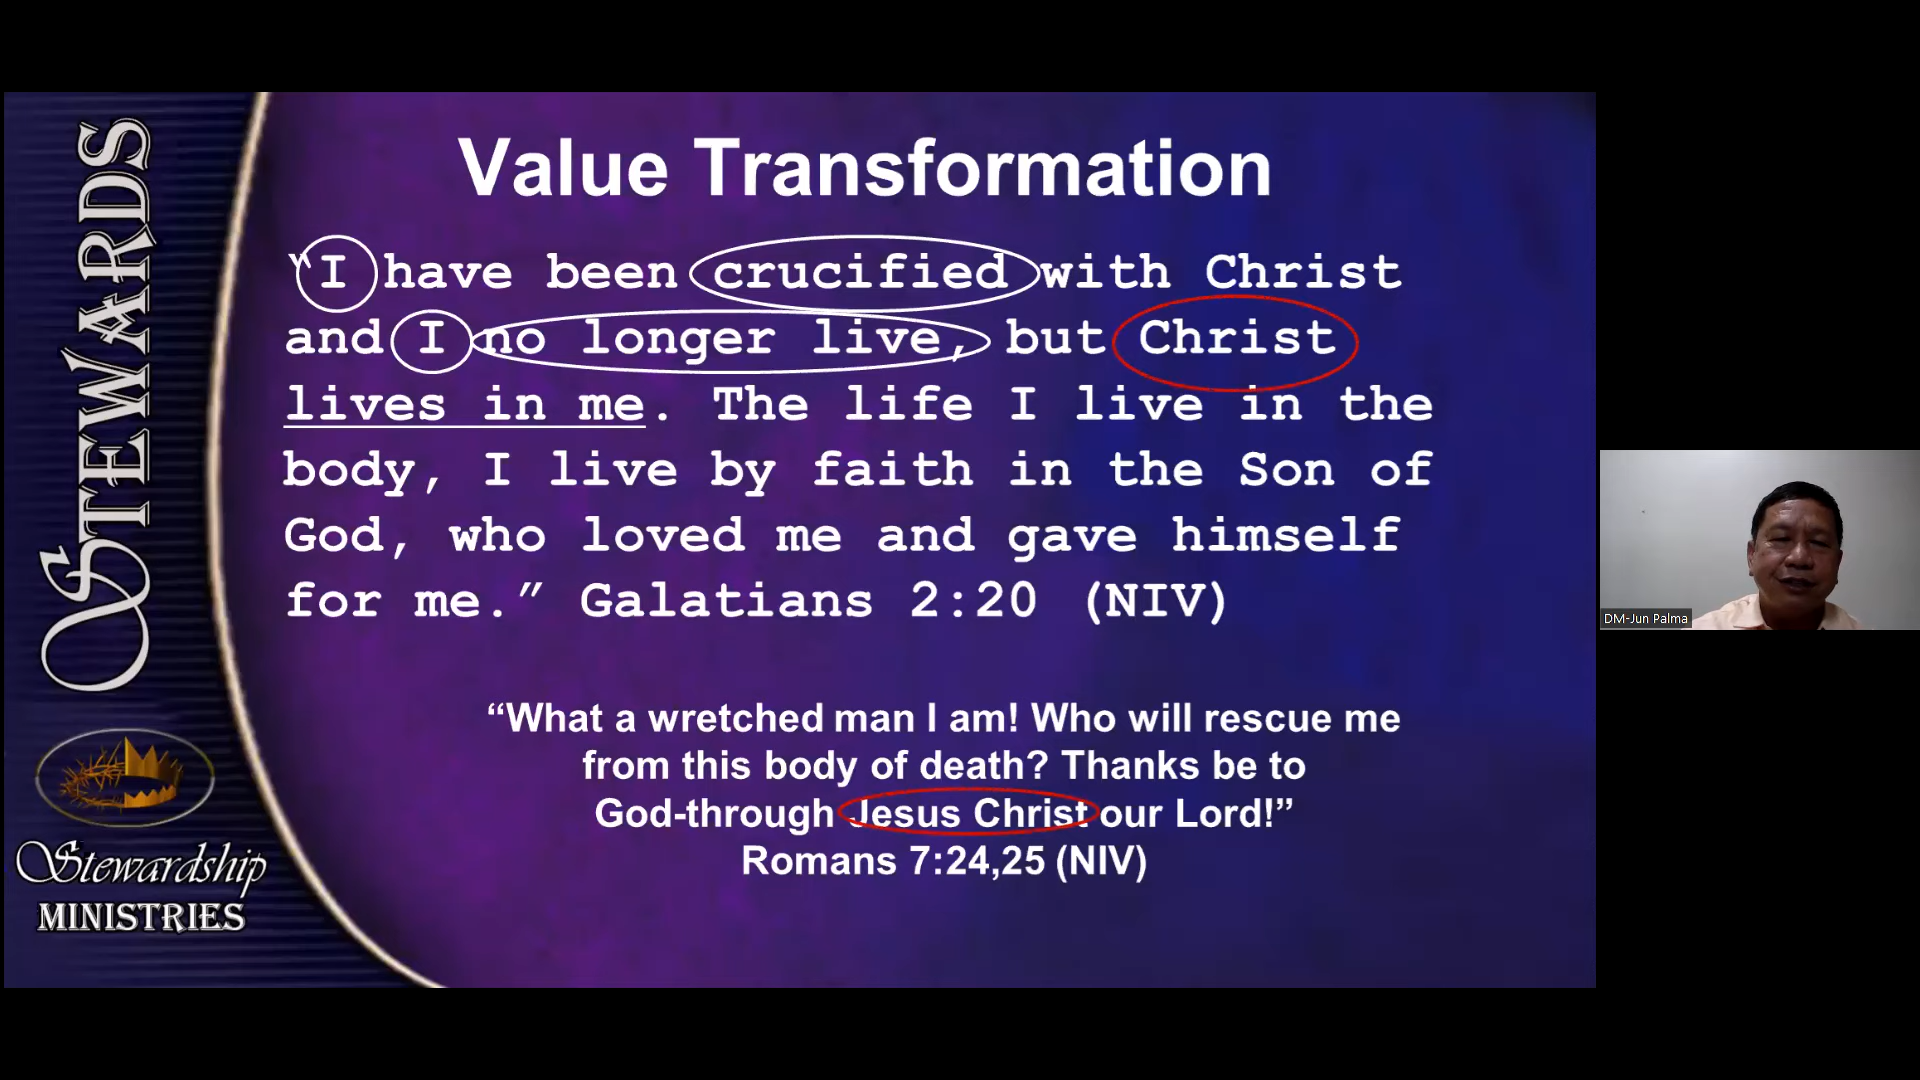 STEWARDS
Stewardship
MINISTRIES
Value Transformation
“I have been crucified with Christ
and I no longer live, but Christ
lives in me. The life I live in the
body, I live by faith in the Son of
God, who loved me and gave himself
for me.” Galatians 2:20 (NIV)
“What a wretched man I am! Who will rescue me
from this body of death? Thanks be to
God-through Jesus Christ our Lord!”
Romans 7:24,25 (NIV)
DM-Jun Palma